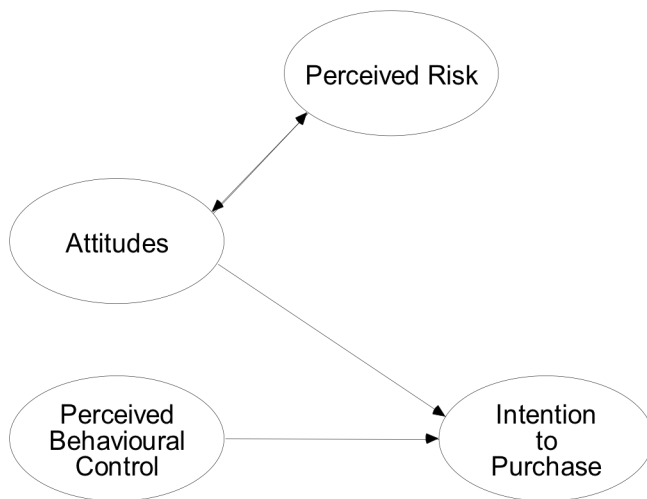 Perceived Risk
Attitudes
Perceived
Behavioural
Control
Intention
to
Purchase